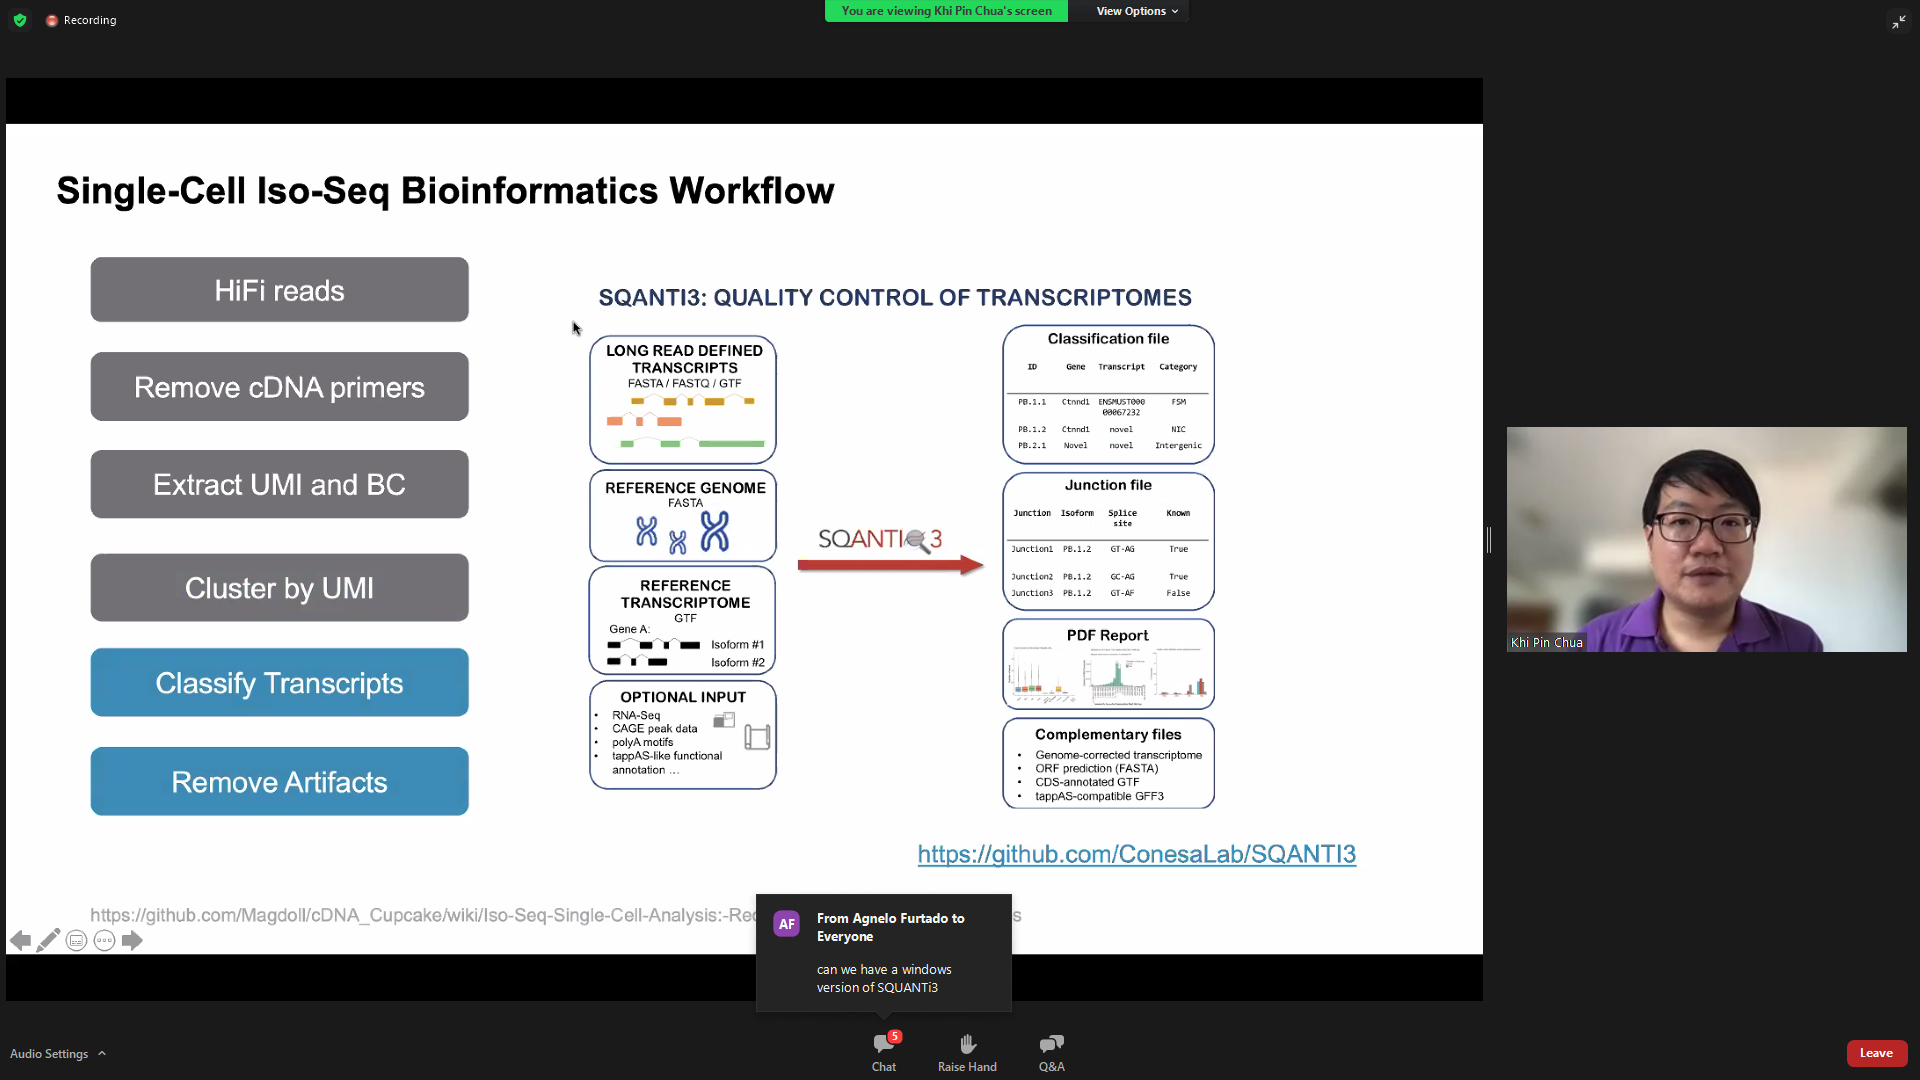 Recording
You are viewing Khi Pin Chua's screen
View Options
Single-Cell Iso-Seq Bioinformatics Workflow
HiFi reads
Remove cDNA primers
Extract UMI and BC
Cluster by UMI
Classify Transcripts
Remove Artifacts
SQANTI3: QUALITY CONTROL OF TRANSCRIPTOMES
LONG READ DEFINED
TRANSCRIPTS
FASTA / FASTQ / GTF
REFERENCE GENOME
FASTA
REFERENCE
TRANSCRIPTOME
GTF
Gene A:
Isoform #1
Isoform #2
OPTIONAL INPUT
• RNA-Seq
• CAGE peak data
• polyA motifs
• tappAS-like functional
annotation ...
SQANTI 3
Classification file
ID Gene Transcript Category
PB.1.1 Ctnnd1 ENSMUST000 FSM
00067232
PB.1.2 Ctnnd1 novel NIC
PB.2.1 Novel novel Intergenic
Junction file
Junction Isoform Splice Known
site
Junction1 PB.1.2 GT-AG True
Junction2 PB.1.2 GC-AG True
Junction3 PB.1.2 GT-AF False
PDF Report
Complementary files
• Genome-corrected transcriptome
• ORF prediction (FASTA)
• CDS-annotated GTF
• tappAS-compatible GFF3
https://github.com/ConesaLab/SQANTI3
https://github.com/Magdoll/cDNA_Cupcake/wiki/Iso-Seq-Single-Cell-Analysis:-Re
AF
From Agnelo Furtado to
Everyone
can we have a windows
version of SQUANTi3
Khi Pin Chua
Audio Settings
5
Chat
Raise Hand
Q&A
Leave